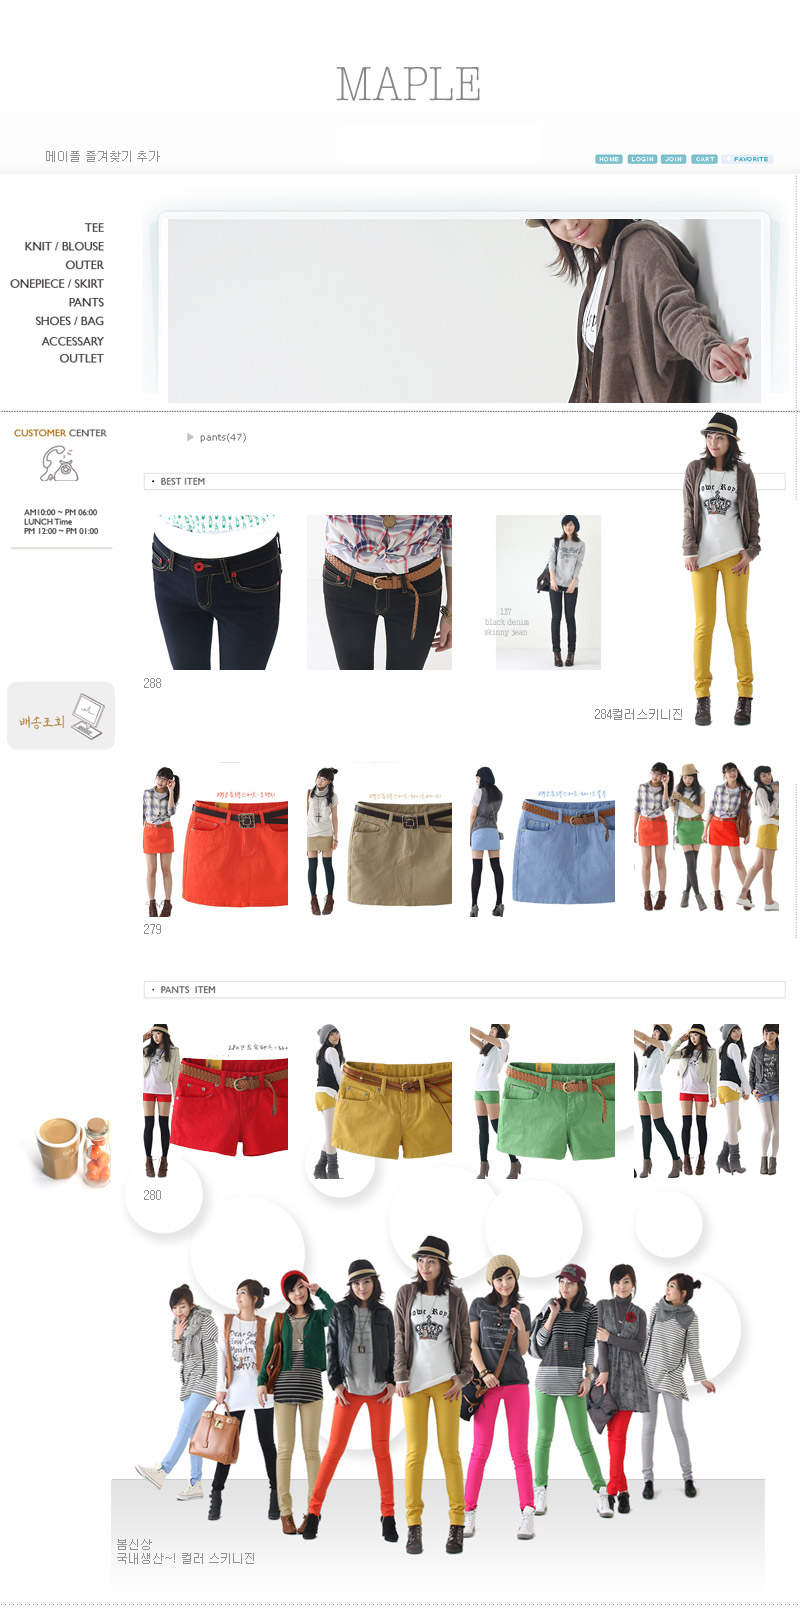 MAPLE
메이플 즐겨찾기 추가
HOME LOGIN JOIN CART FAVORITE
TEE
KNIT / BLOUSE
OUTER
ONEPIECE / SKIRT
PANTS
SHOES / BAG
ACCESSARY
OUTLET
CUSTOMER CENTER
AM10:00 ~ PM 06:00
LUNCH Time
PM 12:00 ~ PM 01:00
배송조회
pants(47)
BEST ITEM
137
black denim
skinny jean
288
284컬러스키니진
279
PANTS ITEM
280
봄신상
국내생산~! 컬러 스키니진